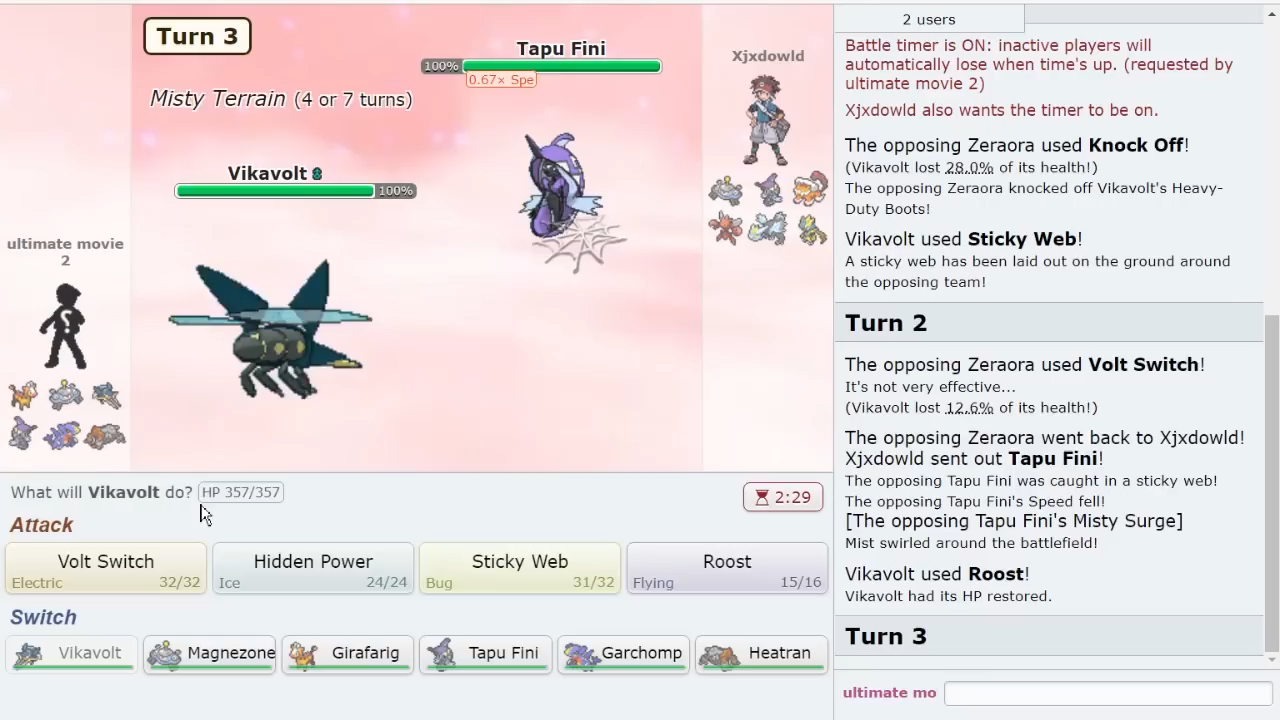 Turn 3
Tapu Fini
100%
0.67× Spe
Misty Terrain (4 or 7 turns)
Vikavolt
100%
ultimate movie
2
Xjxdowld
2 users
Battle timer is ON: inactive players will
automatically lose when time's up. (requested by
ultimate movie 2)
Xjxdowld also wants the timer to be on.
The opposing Zeraora used Knock Off!
(Vikavolt lost 28.0% of its health!)
The opposing Zeraora knocked off Vikavolt's Heavy-
Duty Boots!
Vikavolt used Sticky Web!
A sticky web has been laid out on the ground around
the opposing team!
Turn 2
The opposing Zeraora used Volt Switch!
It's not very effective...
(Vikavolt lost 12.6% of its health!)
The opposing Zeraora went back to Xjxdowld!
Xjxdowld sent out Tapu Fini!
The opposing Tapu Fini was caught in a sticky web!
The opposing Tapu Fini's Speed fell!
[The opposing Tapu Fini's Misty Surge]
Mist swirled around the battlefield!
Vikavolt used Roost!
Vikavolt had its HP restored.
Turn 3
What will Vikavolt do? HP 357/357
2:29
Attack
Volt Switch
Electric 32/32
Hidden Power
Ice 24/24
Sticky Web
Bug 31/32
Roost
Flying 15/16
Switch
Vikavolt Magnezone Girafarig Tapu Fini Garchomp Heatran
ultimate mo